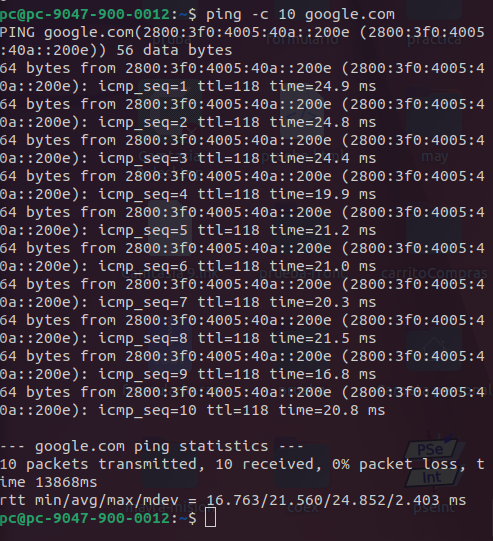 pc@pc-9047-900-0012:~$ ping -c 10 google.com
PING google.com(2800:3f0:4005:40a::200e (2800:3f0:4005
:40a::200e)) 56 data bytes
64 bytes from 2800:3f0:4005:40a::200e (2800:3f0:4005:4
0a::200e): icmp_seq=1 ttl=118 time=24.9 ms
64 bytes from 2800:3f0:4005:40a::200e (2800:3f0:4005:4
0a::200e): icmp_seq=2 ttl=118 time=24.8 ms
64 bytes from 2800:3f0:4005:40a::200e (2800:3f0:4005:4
0a::200e): icmp_seq=3 ttl=118 time=24.4 ms
64 bytes from 2800:3f0:4005:40a::200e (2800:3f0:4005:4
0a::200e): icmp_seq=4 ttl=118 time=19.9 ms
64 bytes from 2800:3f0:4005:40a::200e (2800:3f0:4005:4
0a::200e): icmp_seq=5 ttl=118 time=21.2 ms
64 bytes from 2800:3f0:4005:40a::200e (2800:3f0:4005:4
0a::200e): icmp_seq=6 ttl=118 time=21.0 ms
64 bytes from 2800:3f0:4005:40a::200e (2800:3f0:4005:4
0a::200e): icmp_seq=7 ttl=118 time=20.3 ms
64 bytes from 2800:3f0:4005:40a::200e (2800:3f0:4005:4
0a::200e): icmp_seq=8 ttl=118 time=21.5 ms
64 bytes from 2800:3f0:4005:40a::200e (2800:3f0:4005:4
0a::200e): icmp_seq=9 ttl=118 time=16.8 ms
64 bytes from 2800:3f0:4005:40a::200e (2800:3f0:4005:4
0a::200e): icmp_seq=10 ttl=118 time=20.8 ms

--- google.com ping statistics ---
10 packets transmitted, 10 received, 0% packet loss, t
ime 13868ms
rtt min/avg/max/mdev = 16.763/21.560/24.852/2.403 ms
pc@pc-9047-900-0012:~$
formulario
practica
may
carritoCompras
PSe
Int
pseint